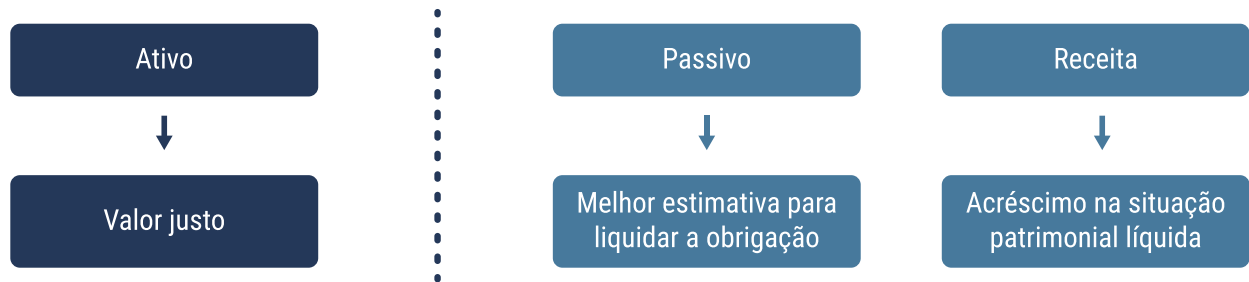 Ativo
Passivo
Receita
Valor justo
Melhor estimativa para
liquidar a obrigação
Acréscimo na situação
patrimonial líquida